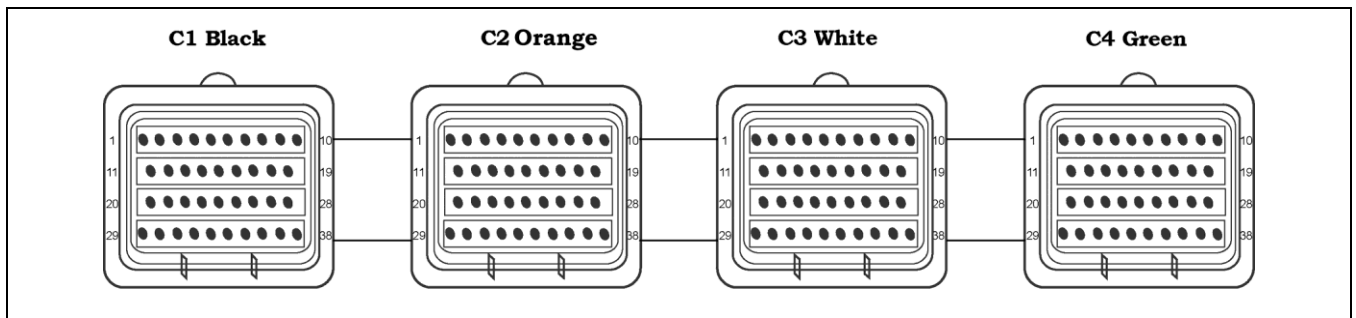 C1 Black C2 Orange C3 White C4 Green
1 10 1 10 1 10 1 10
11 19 11 19 11 19 11 19
20 28 20 28 20 28 20 28
29 38 29 38 29 38 29 38